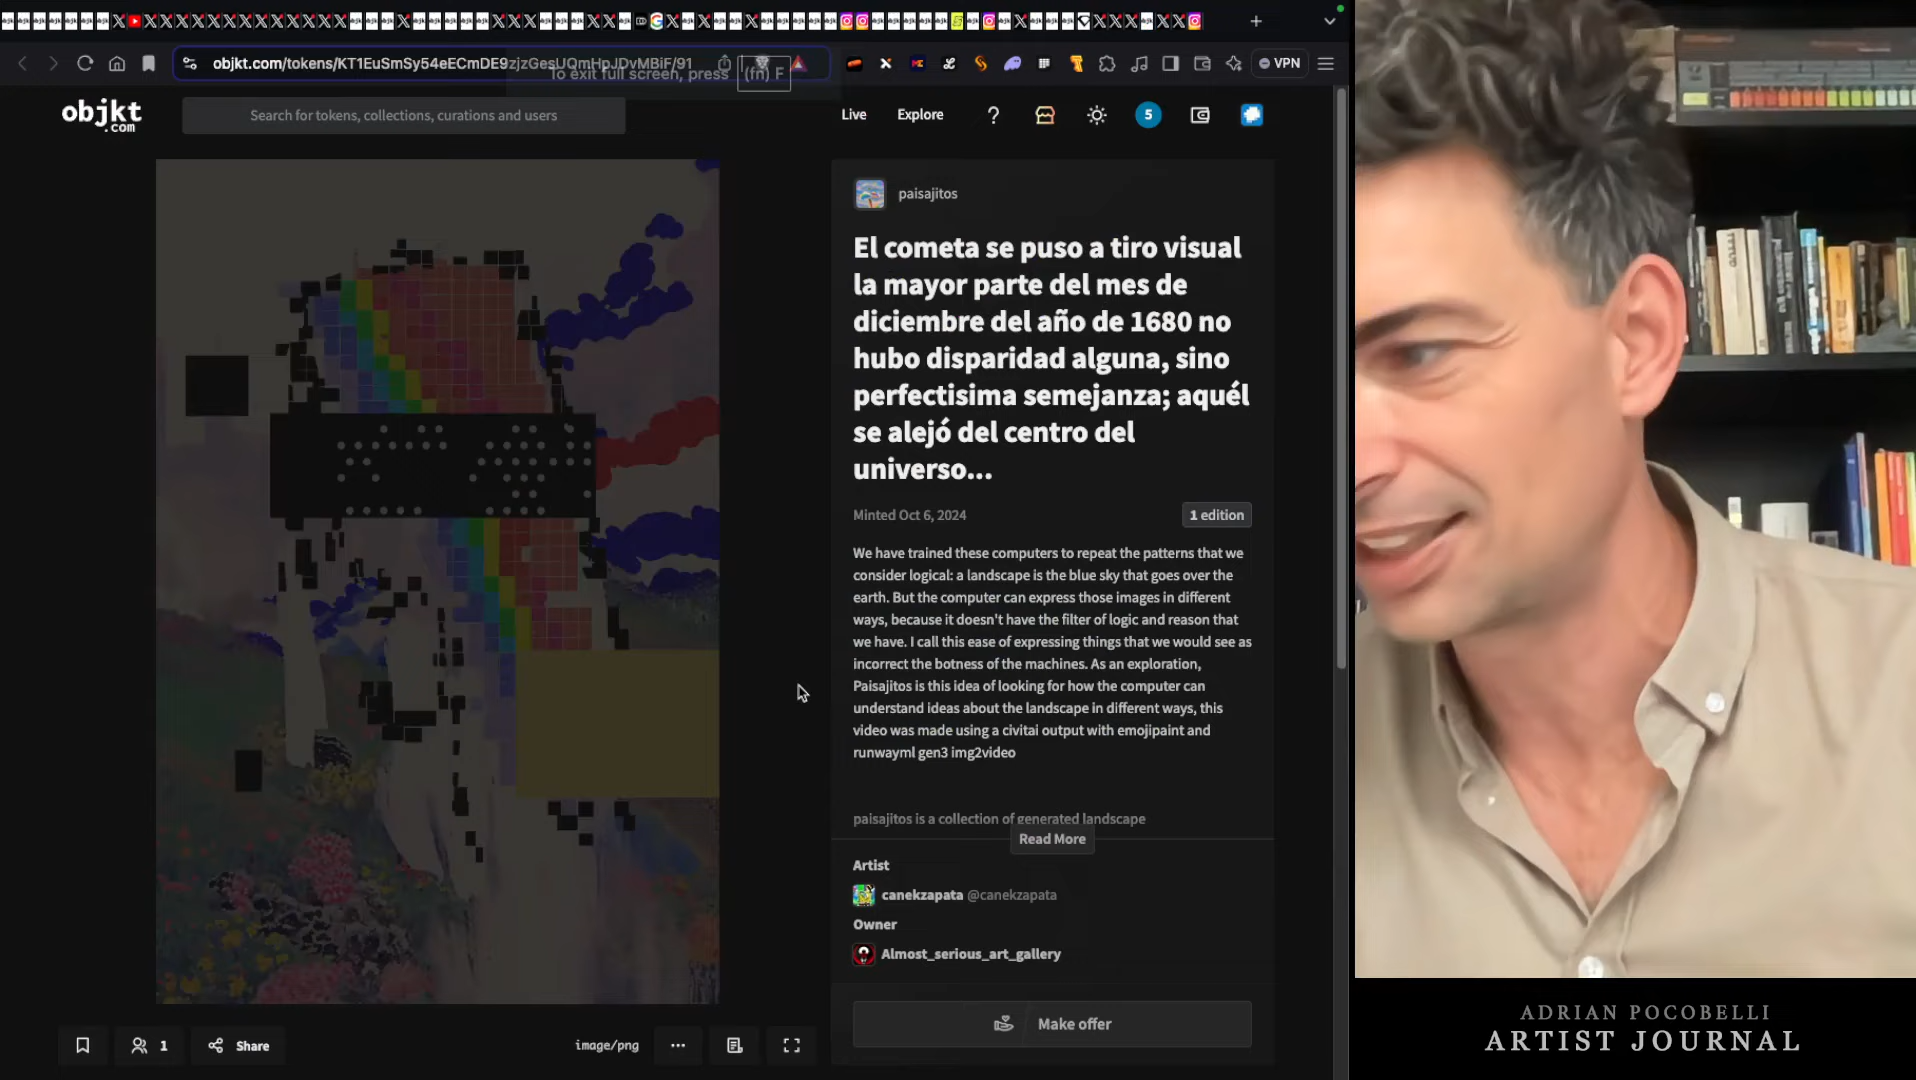 objkt.com/tokens/KT1EuSmSy54eECmDE9zjzGesUQmHpJDvMBiF/91
To exit full screen, press (fn) F
VPN
objkt
.com
Search for tokens, collections, curations and users
Live
Explore
?
5
paisajitos
El cometa se puso a tiro visual
la mayor parte del mes de
diciembre del año de 1680 no
hubo disparidad alguna, sino
perfectisima semejanza; aquél
se alejó del centro del
universo...
Minted Oct 6, 2024
1 edition
We have trained these computers to repeat the patterns that we
consider logical: a landscape is the blue sky that goes over the
earth. But the computer can express those images in different
ways, because it doesn't have the filter of logic and reason that
we have. I call this ease of expressing things that we would see as
incorrect the botness of the machines. As an exploration,
Paisajitos is this idea of looking for how the computer can
understand ideas about the landscape in different ways, this
video was made using a civitai output with emojipaint and
runwayml gen3 img2video
paisajitos is a collection of generated landscape
Read More
Artist
canekzapata @canekzapata
Owner
Almost_serious_art_gallery
Make offer
1
Share
image/png
ADRIAN POCOBELLI
ARTIST JOURNAL